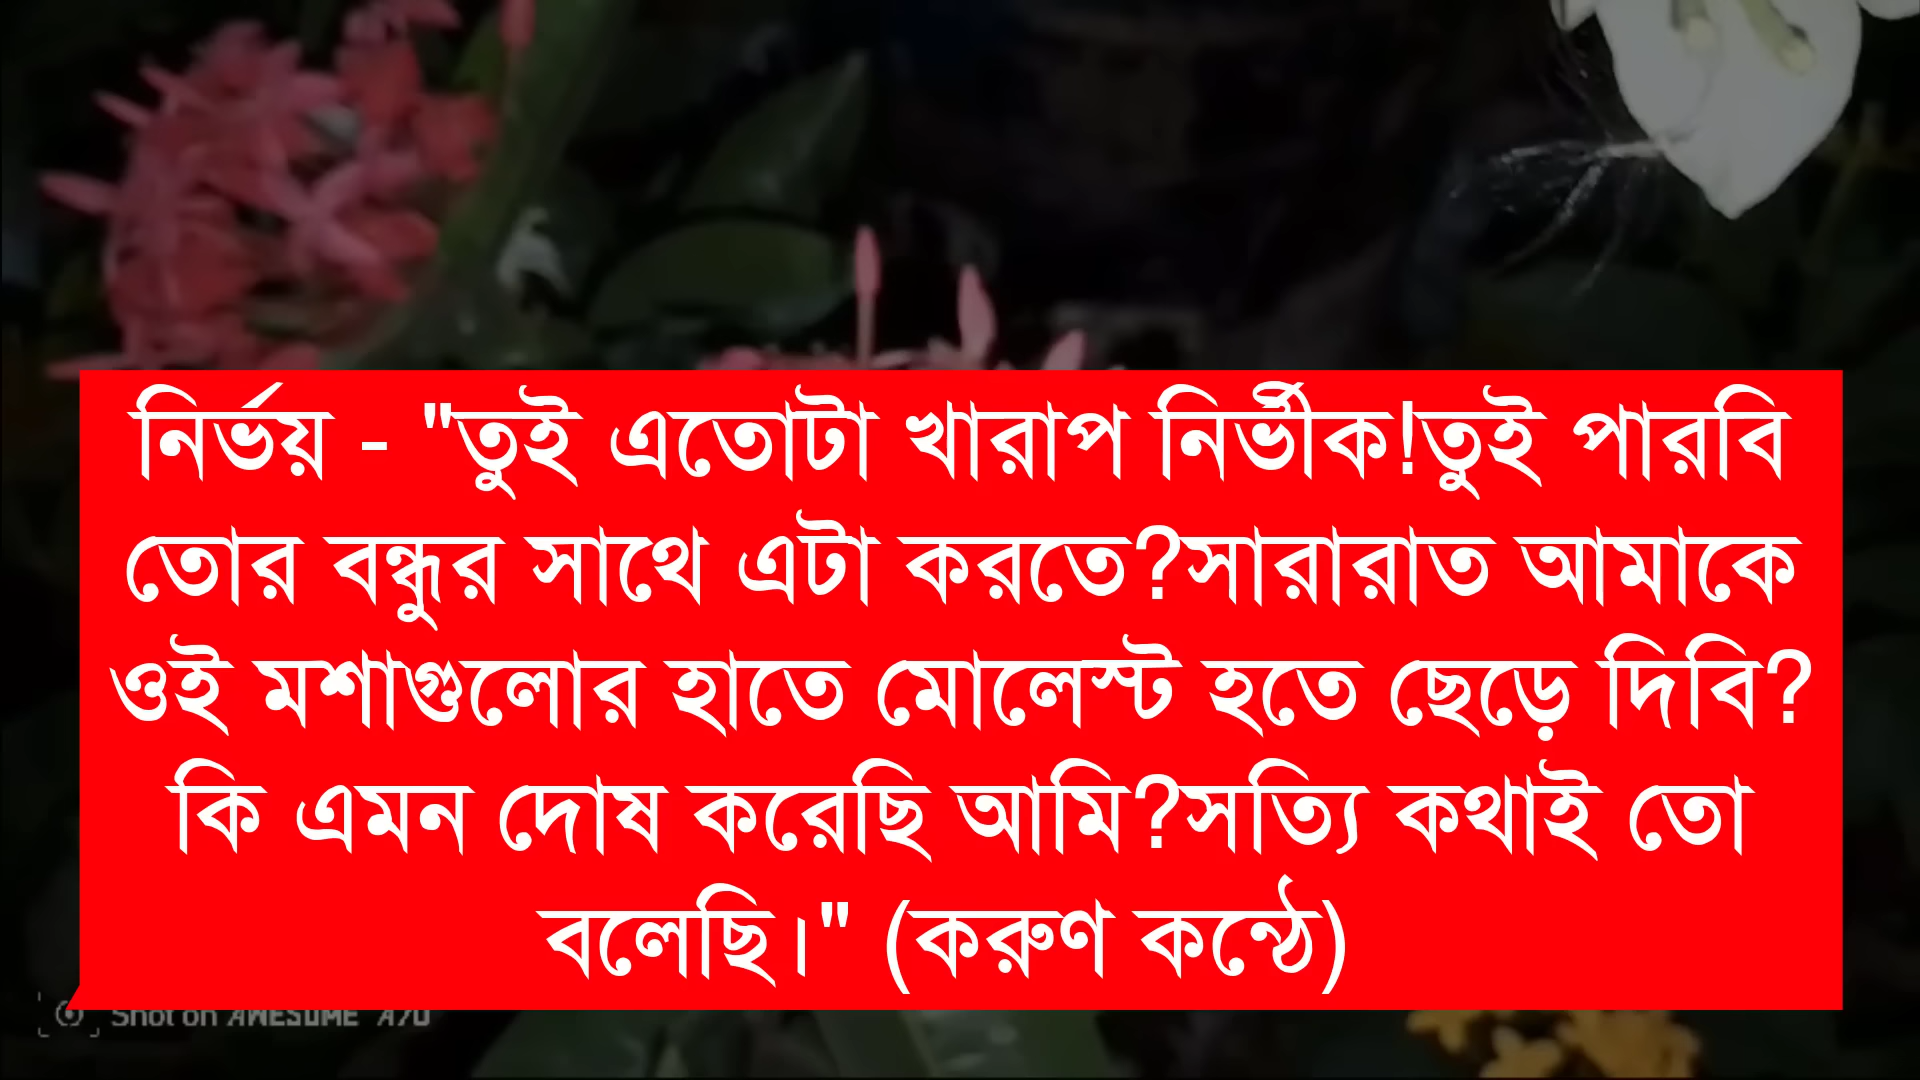 নির্ভয় - "তুই এতোটা খারাপ নির্ভীক!তুই পারবি
তোর বন্ধুর সাথে এটা করতে?সারারাত আমাকে
ওই মশাগুলোর হাতে মোলেস্ট হতে ছেড়ে দিবি?
কি এমন দোষ করেছি আমি?সত্যি কথাই তো
বলেছি।" (করুণ কন্ঠে)
Shot on AWESOME A70